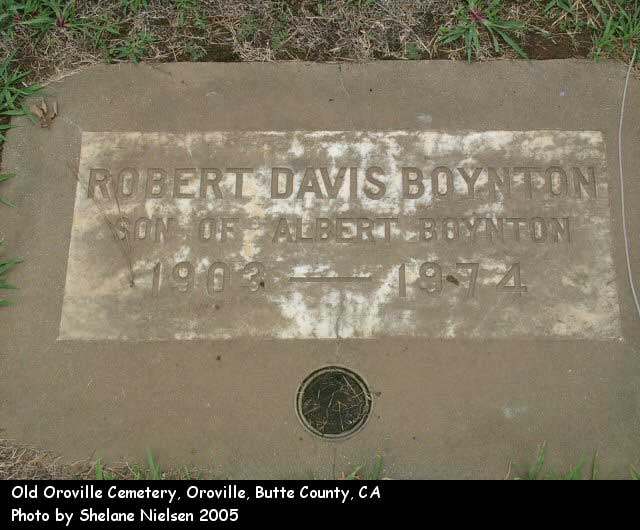 ROBERT DAVIS BOYNTON
SON OF ALBERT BOYNTON
1903 — 1974
Old Oroville Cemetery, Oroville, Butte County, CA
Photo by Shelane Nielsen 2005